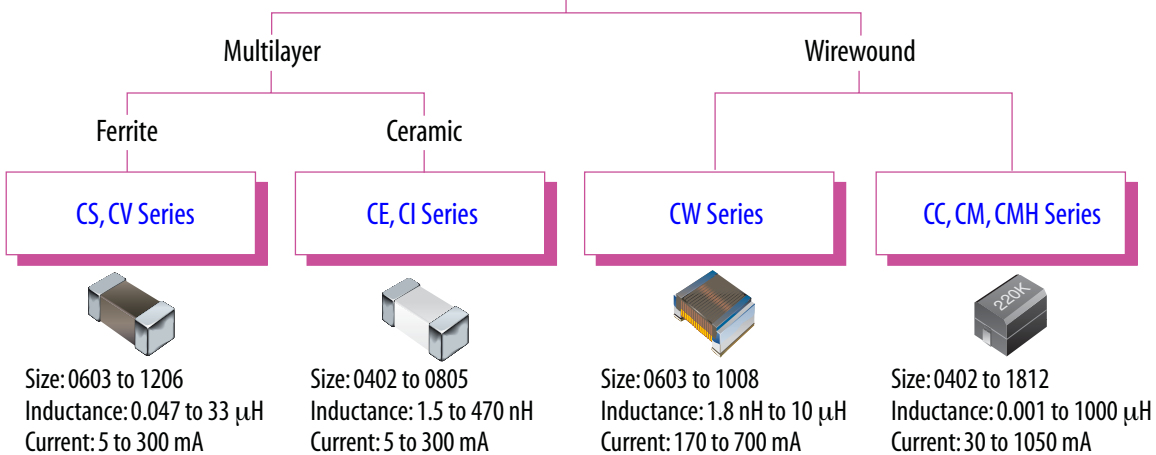 Multilayer
Wirewound
Ferrite
Ceramic
CS, CV Series
CE, CI Series
CW Series
CC, CM, CMH Series
220K
Size: 0603 to 1206
Inductance: 0.047 to 33 μH
Current: 5 to 300 mA
Size: 0402 to 0805
Inductance: 1.5 to 470 nH
Current: 5 to 300 mA
Size: 0603 to 1008
Inductance: 1.8 nH to 10 μH
Current: 170 to 700 mA
Size: 0402 to 1812
Inductance: 0.001 to 1000 μH
Current: 30 to 1050 mA